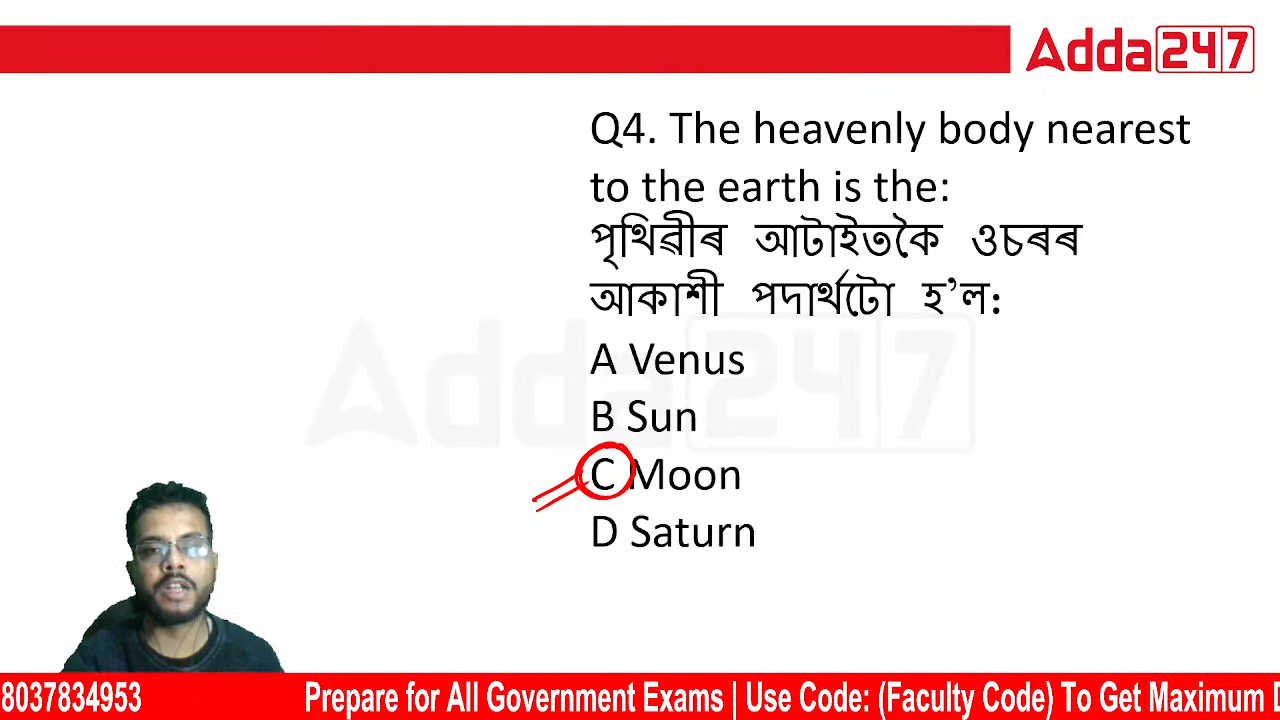 Adda247
Q4. The heavenly body nearest
to the earth is the:
পৃথিৱীৰ আটাইতকৈ ওচৰৰ
আকাশী পদাৰ্থটো হ’ল:
A Venus
B Sun
C Moon
D Saturn
Adda247
8037834953 Prepare for All Government Exams | Use Code: (Faculty Code) To Get Maximum